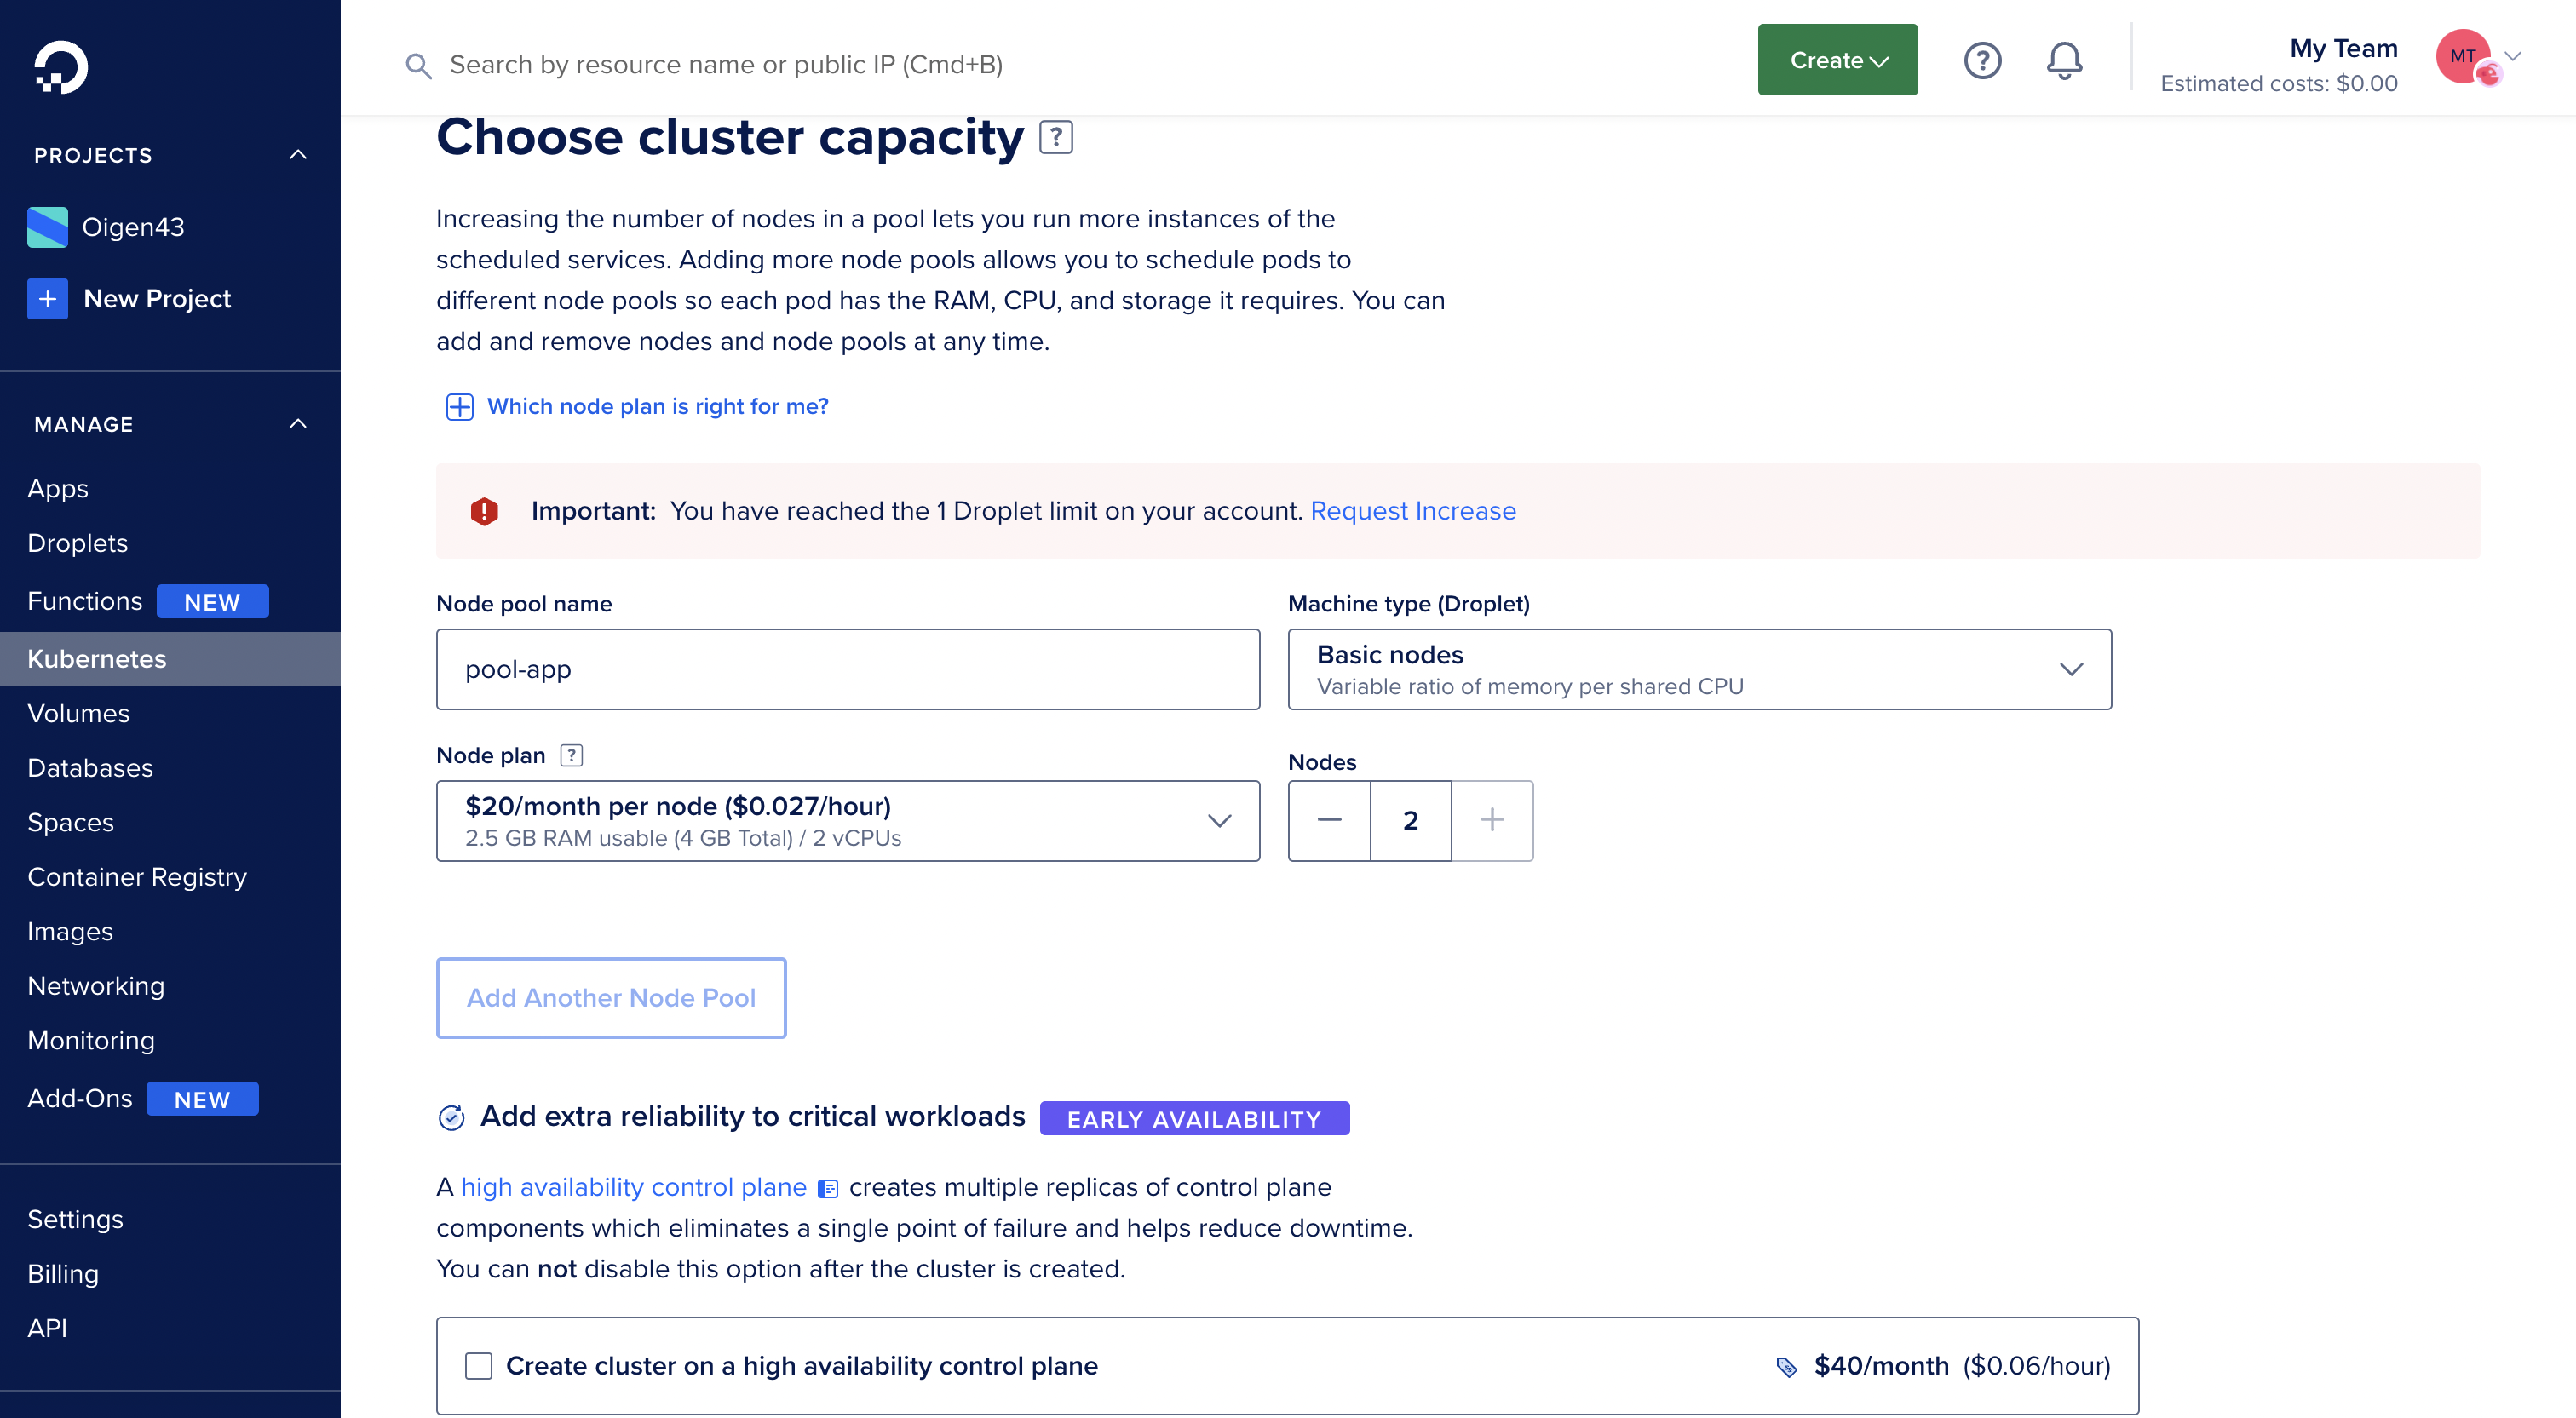 Search by resource name or public IP (Cmd+B)
Create
?
My Team
Estimated costs: $0.00
MT
PROJECTS
Oigen43
+ New Project
MANAGE
Apps
Droplets
Functions NEW
Kubernetes
Volumes
Databases
Spaces
Container Registry
Images
Networking
Monitoring
Add-Ons NEW
Settings
Billing
API
Choose cluster capacity ?
Increasing the number of nodes in a pool lets you run more instances of the
scheduled services. Adding more node pools allows you to schedule pods to
different node pools so each pod has the RAM, CPU, and storage it requires. You can
add and remove nodes and node pools at any time.
Which node plan is right for me?
Important: You have reached the 1 Droplet limit on your account. Request Increase
Node pool name
pool-app
Machine type (Droplet)
Basic nodes
Variable ratio of memory per shared CPU
Node plan ?
$20/month per node ($0.027/hour)
2.5 GB RAM usable (4 GB Total) / 2 vCPUs
Nodes
— 2 +
Add Another Node Pool
Add extra reliability to critical workloads EARLY AVAILABILITY
A high availability control plane creates multiple replicas of control plane
components which eliminates a single point of failure and helps reduce downtime.
You can not disable this option after the cluster is created.
Create cluster on a high availability control plane
$40/month ($0.06/hour)